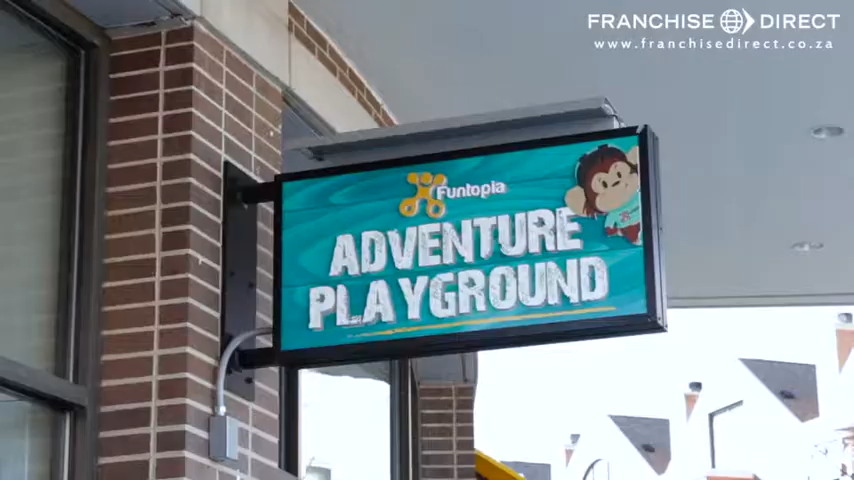 FRANCHISE DIRECT
www.franchisedirect.co.za
Funtopia
ADVENTURE
PLAYGROUND